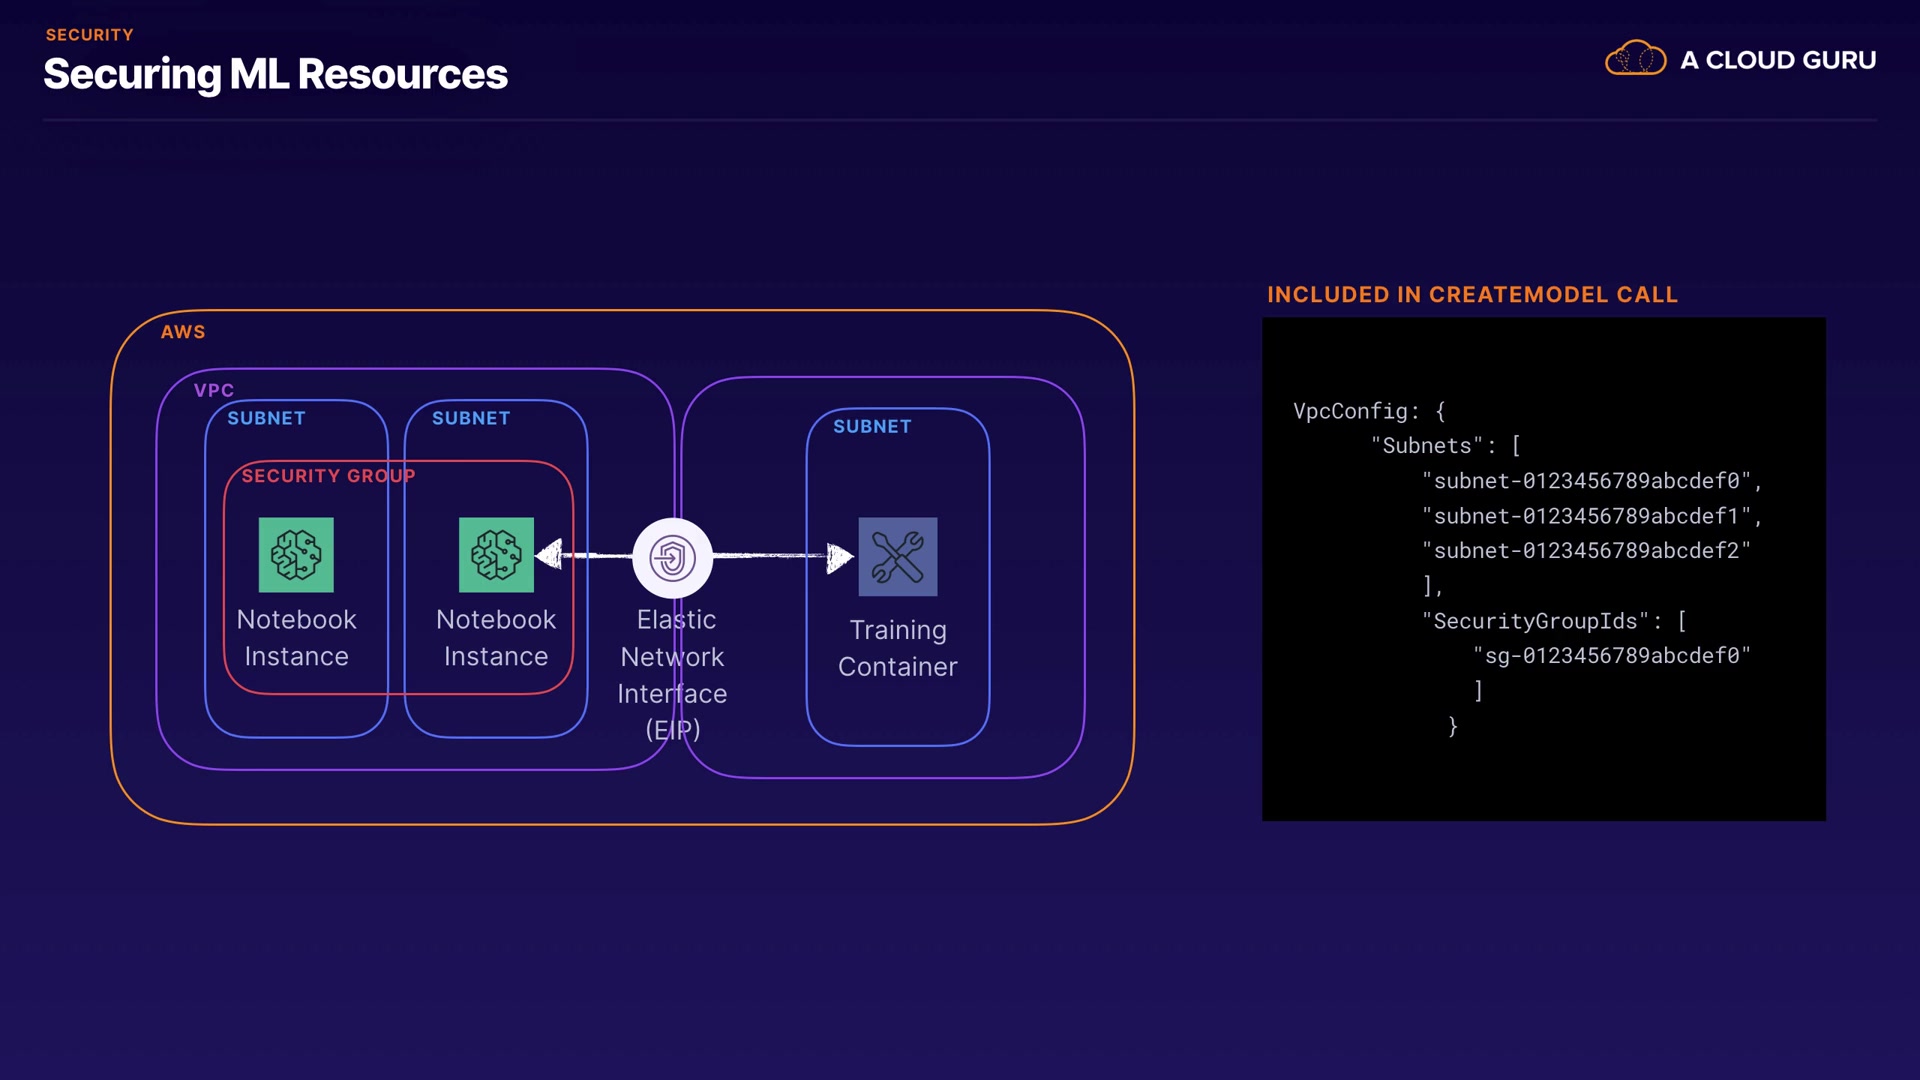 SECURITY
Securing ML Resources
A CLOUD GURU
AWS
VPC
SUBNET
SUBNET
SECURITY GROUP
Notebook
Instance
Notebook
Instance
Elastic
Network
Interface
(EIP)
SUBNET
Training
Container
INCLUDED IN CREATEMODEL CALL
VpcConfig: {
"Subnets": [
"subnet-0123456789abcdef0",
"subnet-0123456789abcdef1",
"subnet-0123456789abcdef2"
],
"SecurityGroupIds": [
"sg-0123456789abcdef0"
]
}